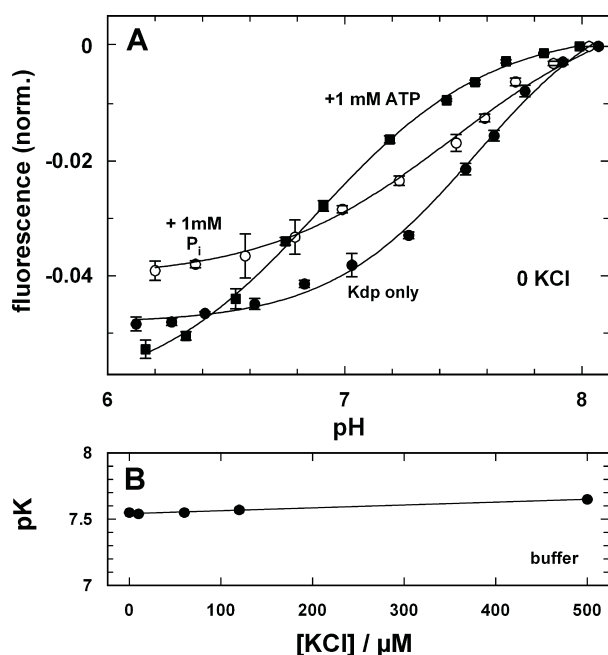 A
0
-0.02
-0.04
fluorescence (norm.)
+1 mM ATP
+ 1mM
Pi
Kdp only
0 KCl
6
7
8
pH
B
8
7.5
7
pK
buffer
0
100
200
300
400
500
[KCl] / µM